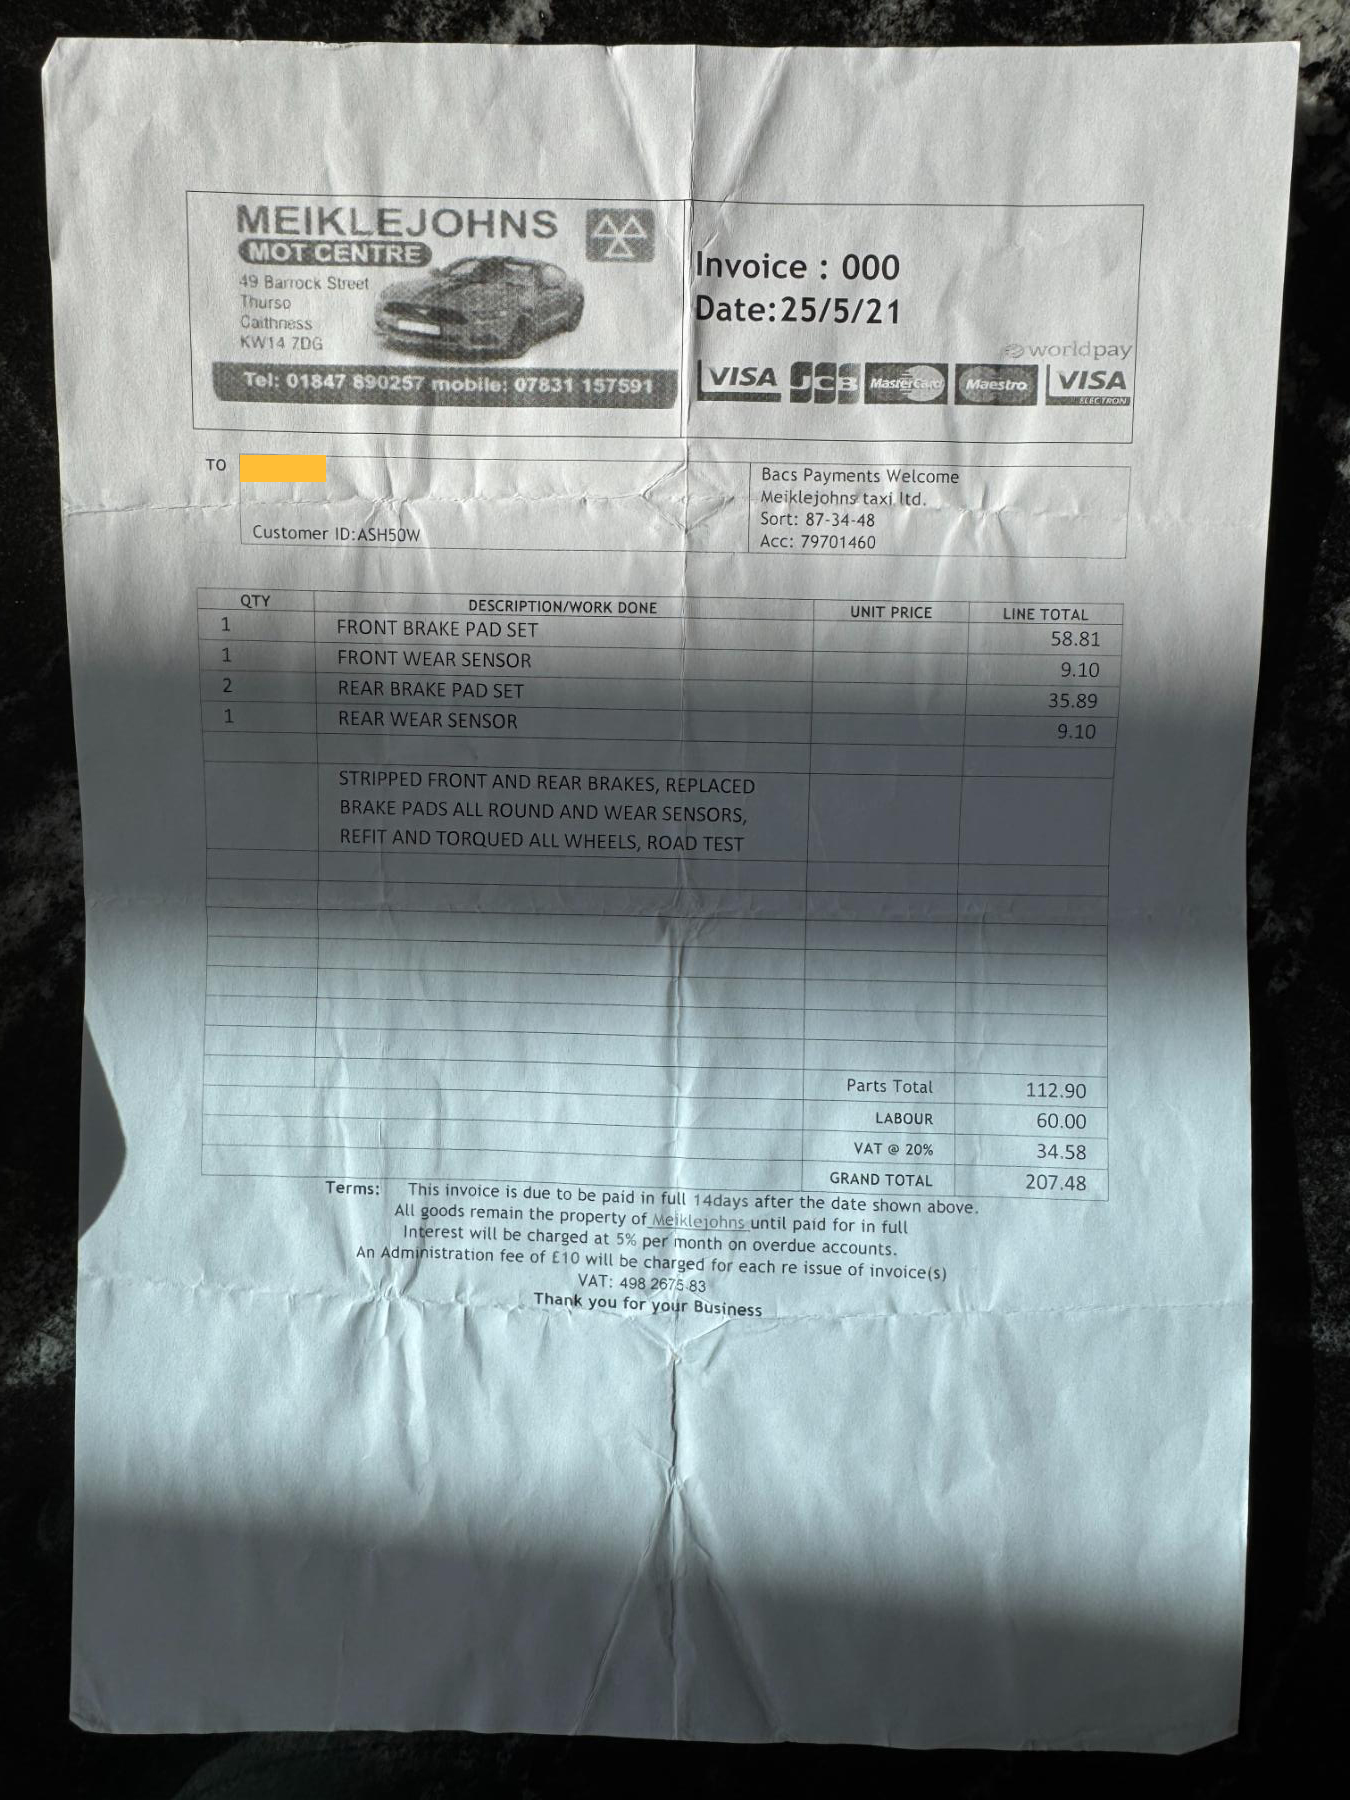 MEIKLEJOHNS
MOT CENTRE
49 Barrock Street
Thurso
Caithness
KW14 7DG
Tel: 01847 890257 mobile: 07831 157591
Invoice : 000
Date:25/5/21
worldpay
VISA JCB MasterCard Maestro VISA
ELECTRON
TO
Customer ID:ASH50W
Bacs Payments Welcome
Meiklejohns taxi ltd.
Sort: 87-34-48
Acc: 79701460
QTY DESCRIPTION/WORK DONE UNIT PRICE LINE TOTAL
1 FRONT BRAKE PAD SET 58.81
1 FRONT WEAR SENSOR 9.10
2 REAR BRAKE PAD SET 35.89
1 REAR WEAR SENSOR 9.10
STRIPPED FRONT AND REAR BRAKES, REPLACED
BRAKE PADS ALL ROUND AND WEAR SENSORS,
REFIT AND TORQUED ALL WHEELS, ROAD TEST
Parts Total 112.90
LABOUR 60.00
VAT @ 20% 34.58
GRAND TOTAL 207.48
Terms: This invoice is due to be paid in full 14days after the date shown above.
All goods remain the property of Meiklejohns until paid for in full
Interest will be charged at 5% per month on overdue accounts.
An Administration fee of £10 will be charged for each re issue of invoice(s)
VAT: 498 2675 83
Thank you for your Business